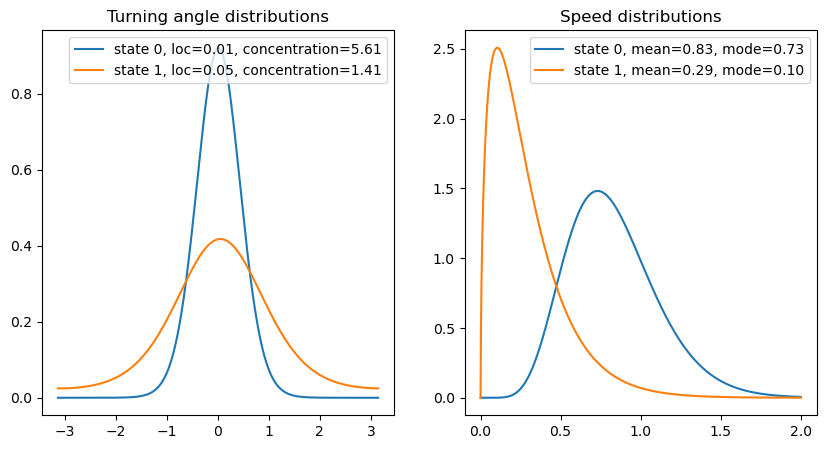 Turning angle distributions
state 0, loc=0.01, concentration=5.61
state 1, loc=0.05, concentration=1.41
0.8
0.6
0.4
0.2
0.0
−3 −2 −1 0 1 2 3
Speed distributions
state 0, mean=0.83, mode=0.73
state 1, mean=0.29, mode=0.10
2.5
2.0
1.5
1.0
0.5
0.0
0.0 0.5 1.0 1.5 2.0